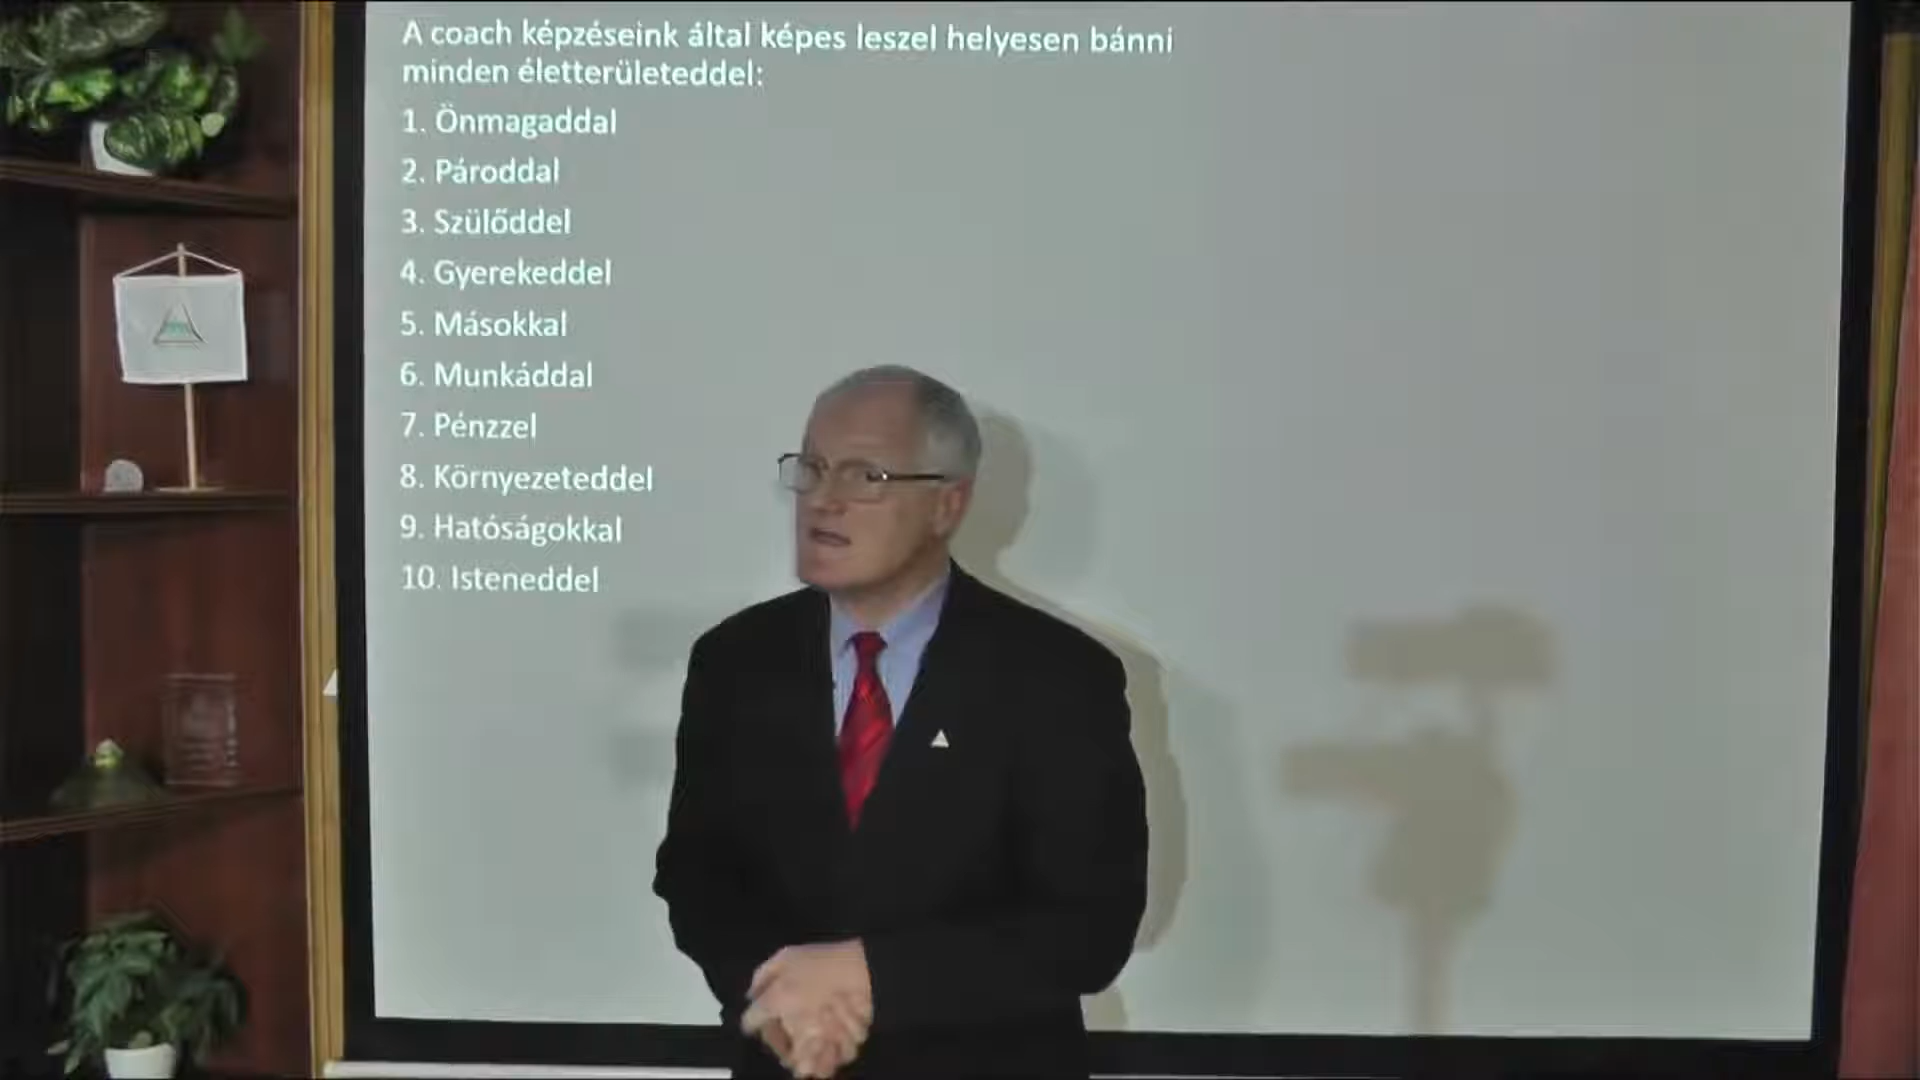 A coach képzéseink által képes leszel helyesen bánni
minden életterületeddel:
1. Önmagaddal
2. Pároddal
3. Szülőddel
4. Gyerekeddel
5. Másokkal
6. Munkáddal
7. Pénzzel
8. Környezeteddel
9. Hatóságokkal
10. Isteneddel